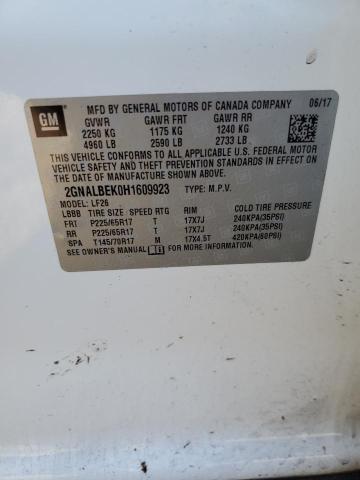 GM
MFD BY GENERAL MOTORS OF CANADA COMPANY 06/17
GVWR GAWR FRT GAWR RR
2250 KG 1175 KG 1240 KG
4960 LB 2590 LB 2733 LB
THIS VEHICLE CONFORMS TO ALL APPLICABLE U.S. FEDERAL MOTOR
VEHICLE SAFETY AND THEFT PREVENTION STANDARDS IN EFFECT ON
THE DATE OF MANUFACTURE SHOWN ABOVE.
2GNALBEK0H1609923 TYPE: M.P.V.
MODEL: LF26
LBBB TIRE SIZE SPEED RTG RIM COLD TIRE PRESSURE
FRT P225/65R17 T 17X7J 240KPA(35PSI)
RR P225/65R17 T 17X7J 240KPA(35PSI)
SPA T145/70R17 M 17X4.5T 420KPA(60PSI)
SEE OWNER'S MANUAL FOR ADDITIONAL INFORMATION.